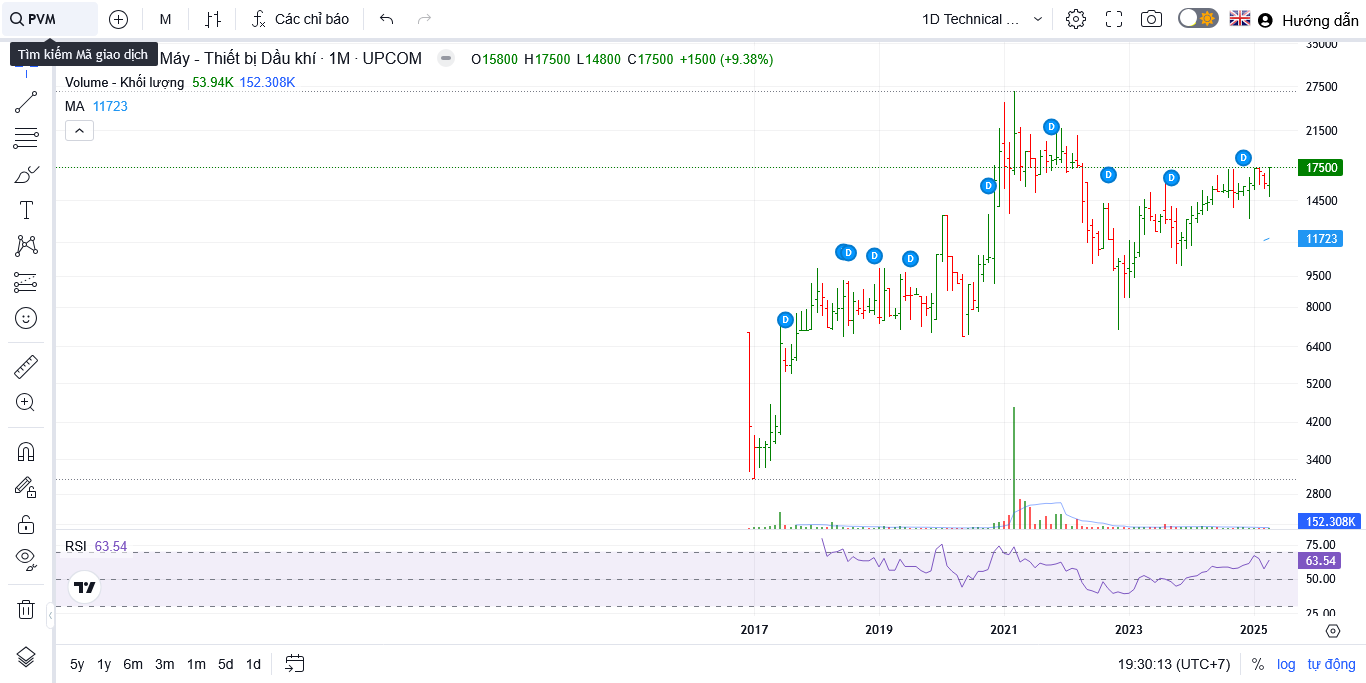 PVM
M
Các chỉ báo
1D Technical ...
Hướng dẫn
Tìm kiếm Mã giao dịch
Máy - Thiết bị Dầu khí · 1M · UPCOM
O15800 H17500 L14800 C17500 +1500 (+9.38%)
Volume - Khối lượng 53.94K 152.308K
MA 11723
35000
27500
21500
17500
14500
11723
9500
8000
6400
5200
4200
3400
2800
152.308K
D
D
D
D
D
D
D
D
D
RSI 63.54
75.00
63.54
50.00
25.00
2017 2019 2021 2023 2025
5y 1y 6m 3m 1m 5d 1d
19:30:13 (UTC+7) % log tự động